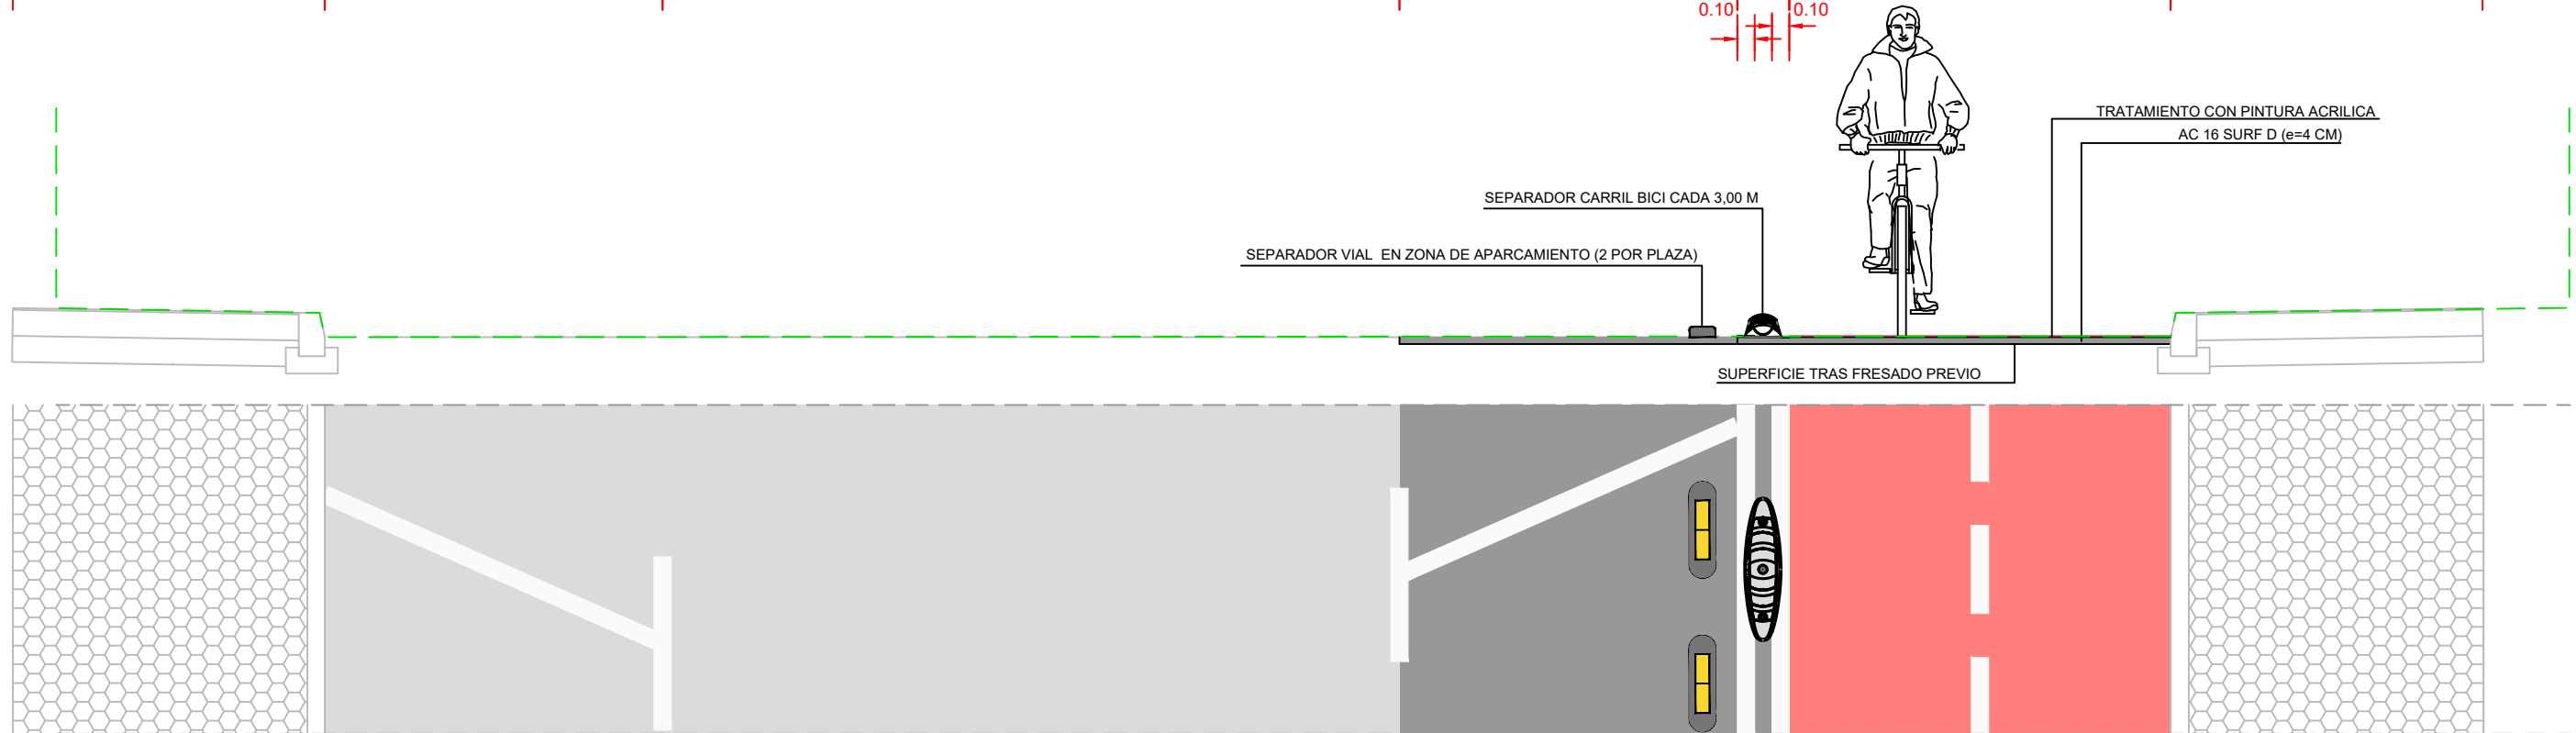 0.10 0.10
TRATAMIENTO CON PINTURA ACRILICA
AC 16 SURF D (e=4 CM)
SEPARADOR CARRIL BICI CADA 3,00 M
SEPARADOR VIAL EN ZONA DE APARCAMIENTO (2 POR PLAZA)
SUPERFICIE TRAS FRESADO PREVIO